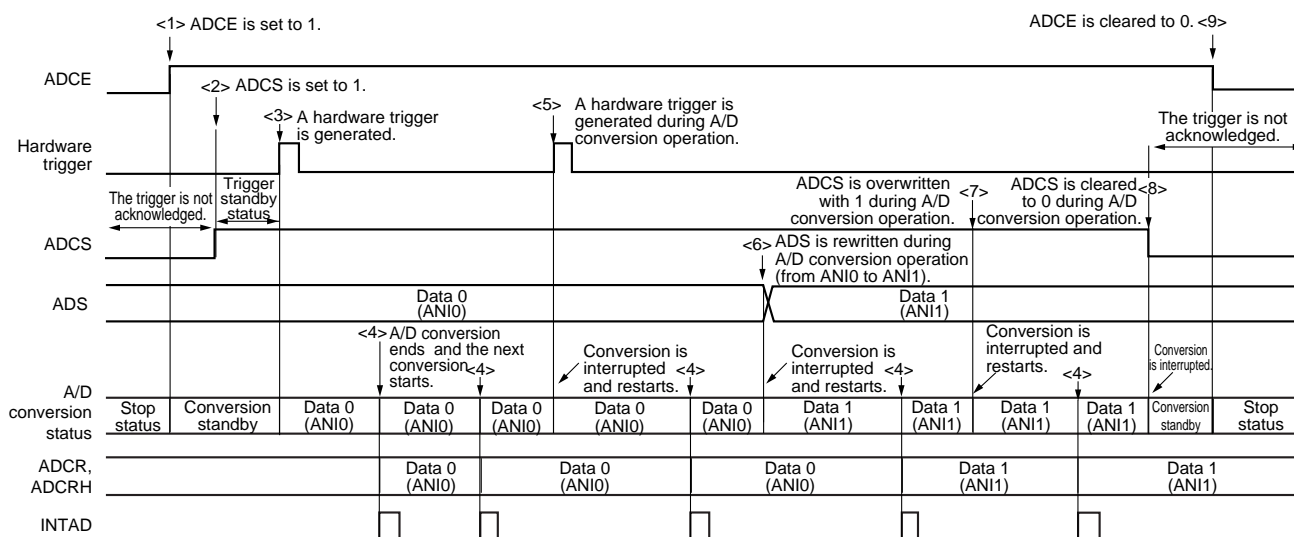 <1> ADCE is set to 1.
ADCE is cleared to 0. <9>
ADCE
<2> ADCS is set to 1.
<3> A hardware trigger
is generated.
<5> A hardware trigger is
generated during A/D
conversion operation.
The trigger is not
acknowledged.
Hardware
trigger
The trigger is not
acknowledged.
Trigger
standby
status
ADCS is overwritten
with 1 during A/D
conversion operation.
<7>
ADCS is cleared
to 0 during A/D
conversion operation.
<8>
ADCS
<6> ADS is rewritten during
A/D conversion operation
(from ANI0 to ANI1).
ADS
Data 0
(ANI0)
Data 1
(ANI1)
<4> A/D conversion
ends and the next
conversion
starts.
<4>
Conversion is
interrupted
and restarts.
<4>
Conversion is
interrupted
and restarts.
<4>
Conversion is
interrupted and
restarts.
<4>
Conversion
is interrupted.
A/D
conversion
status
Stop
status
Conversion
standby
Data 0
(ANI0)
Data 0
(ANI0)
Data 0
(ANI0)
Data 0
(ANI0)
Data 0
(ANI0)
Data 1
(ANI1)
Data 1
(ANI1)
Data 1
(ANI1)
Data 1
(ANI1)
Conversion
standby
Stop
status
ADCR,
ADCRH
Data 0
(ANI0)
Data 0
(ANI0)
Data 0
(ANI0)
Data 1
(ANI1)
Data 1
(ANI1)
INTAD